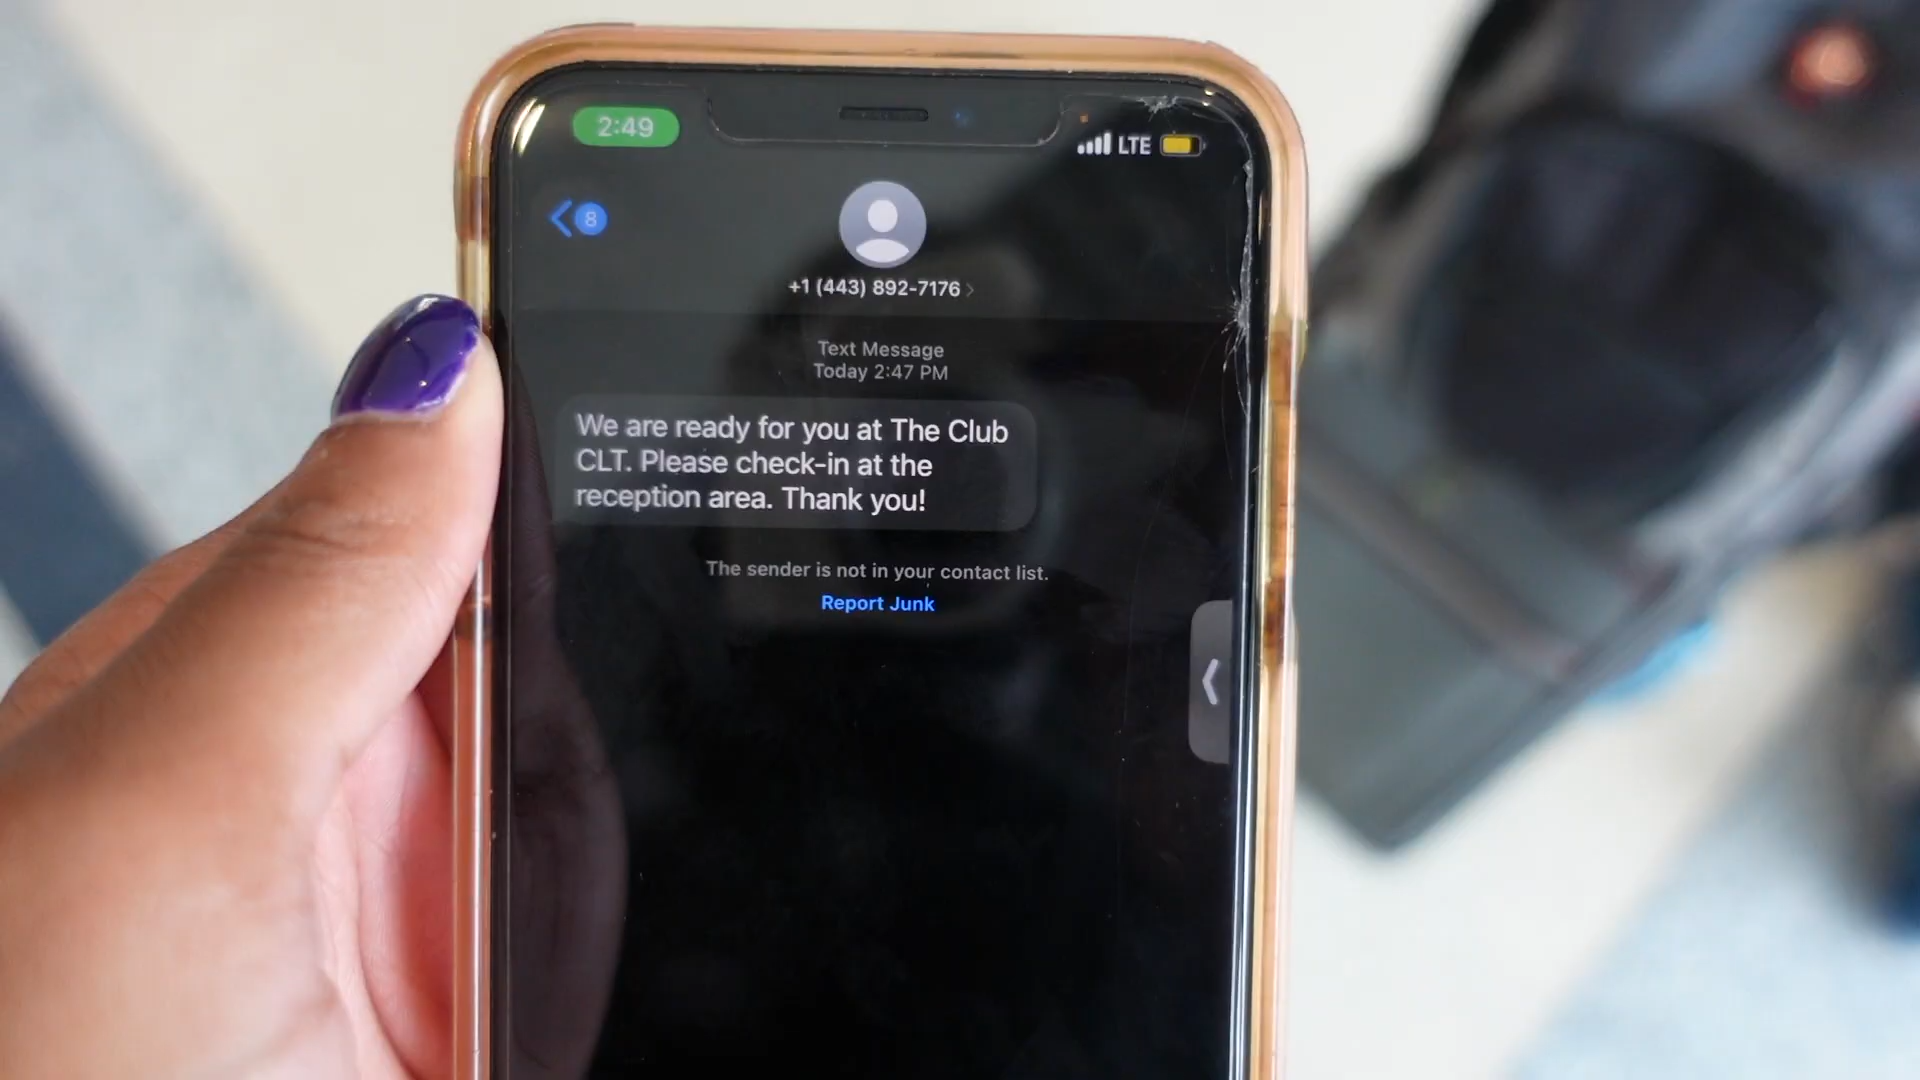 2:49
LTE
8
+1 (443) 892-7176
Text Message
Today 2:47 PM
We are ready for you at The Club
CLT. Please check-in at the
reception area. Thank you!
The sender is not in your contact list.
Report Junk